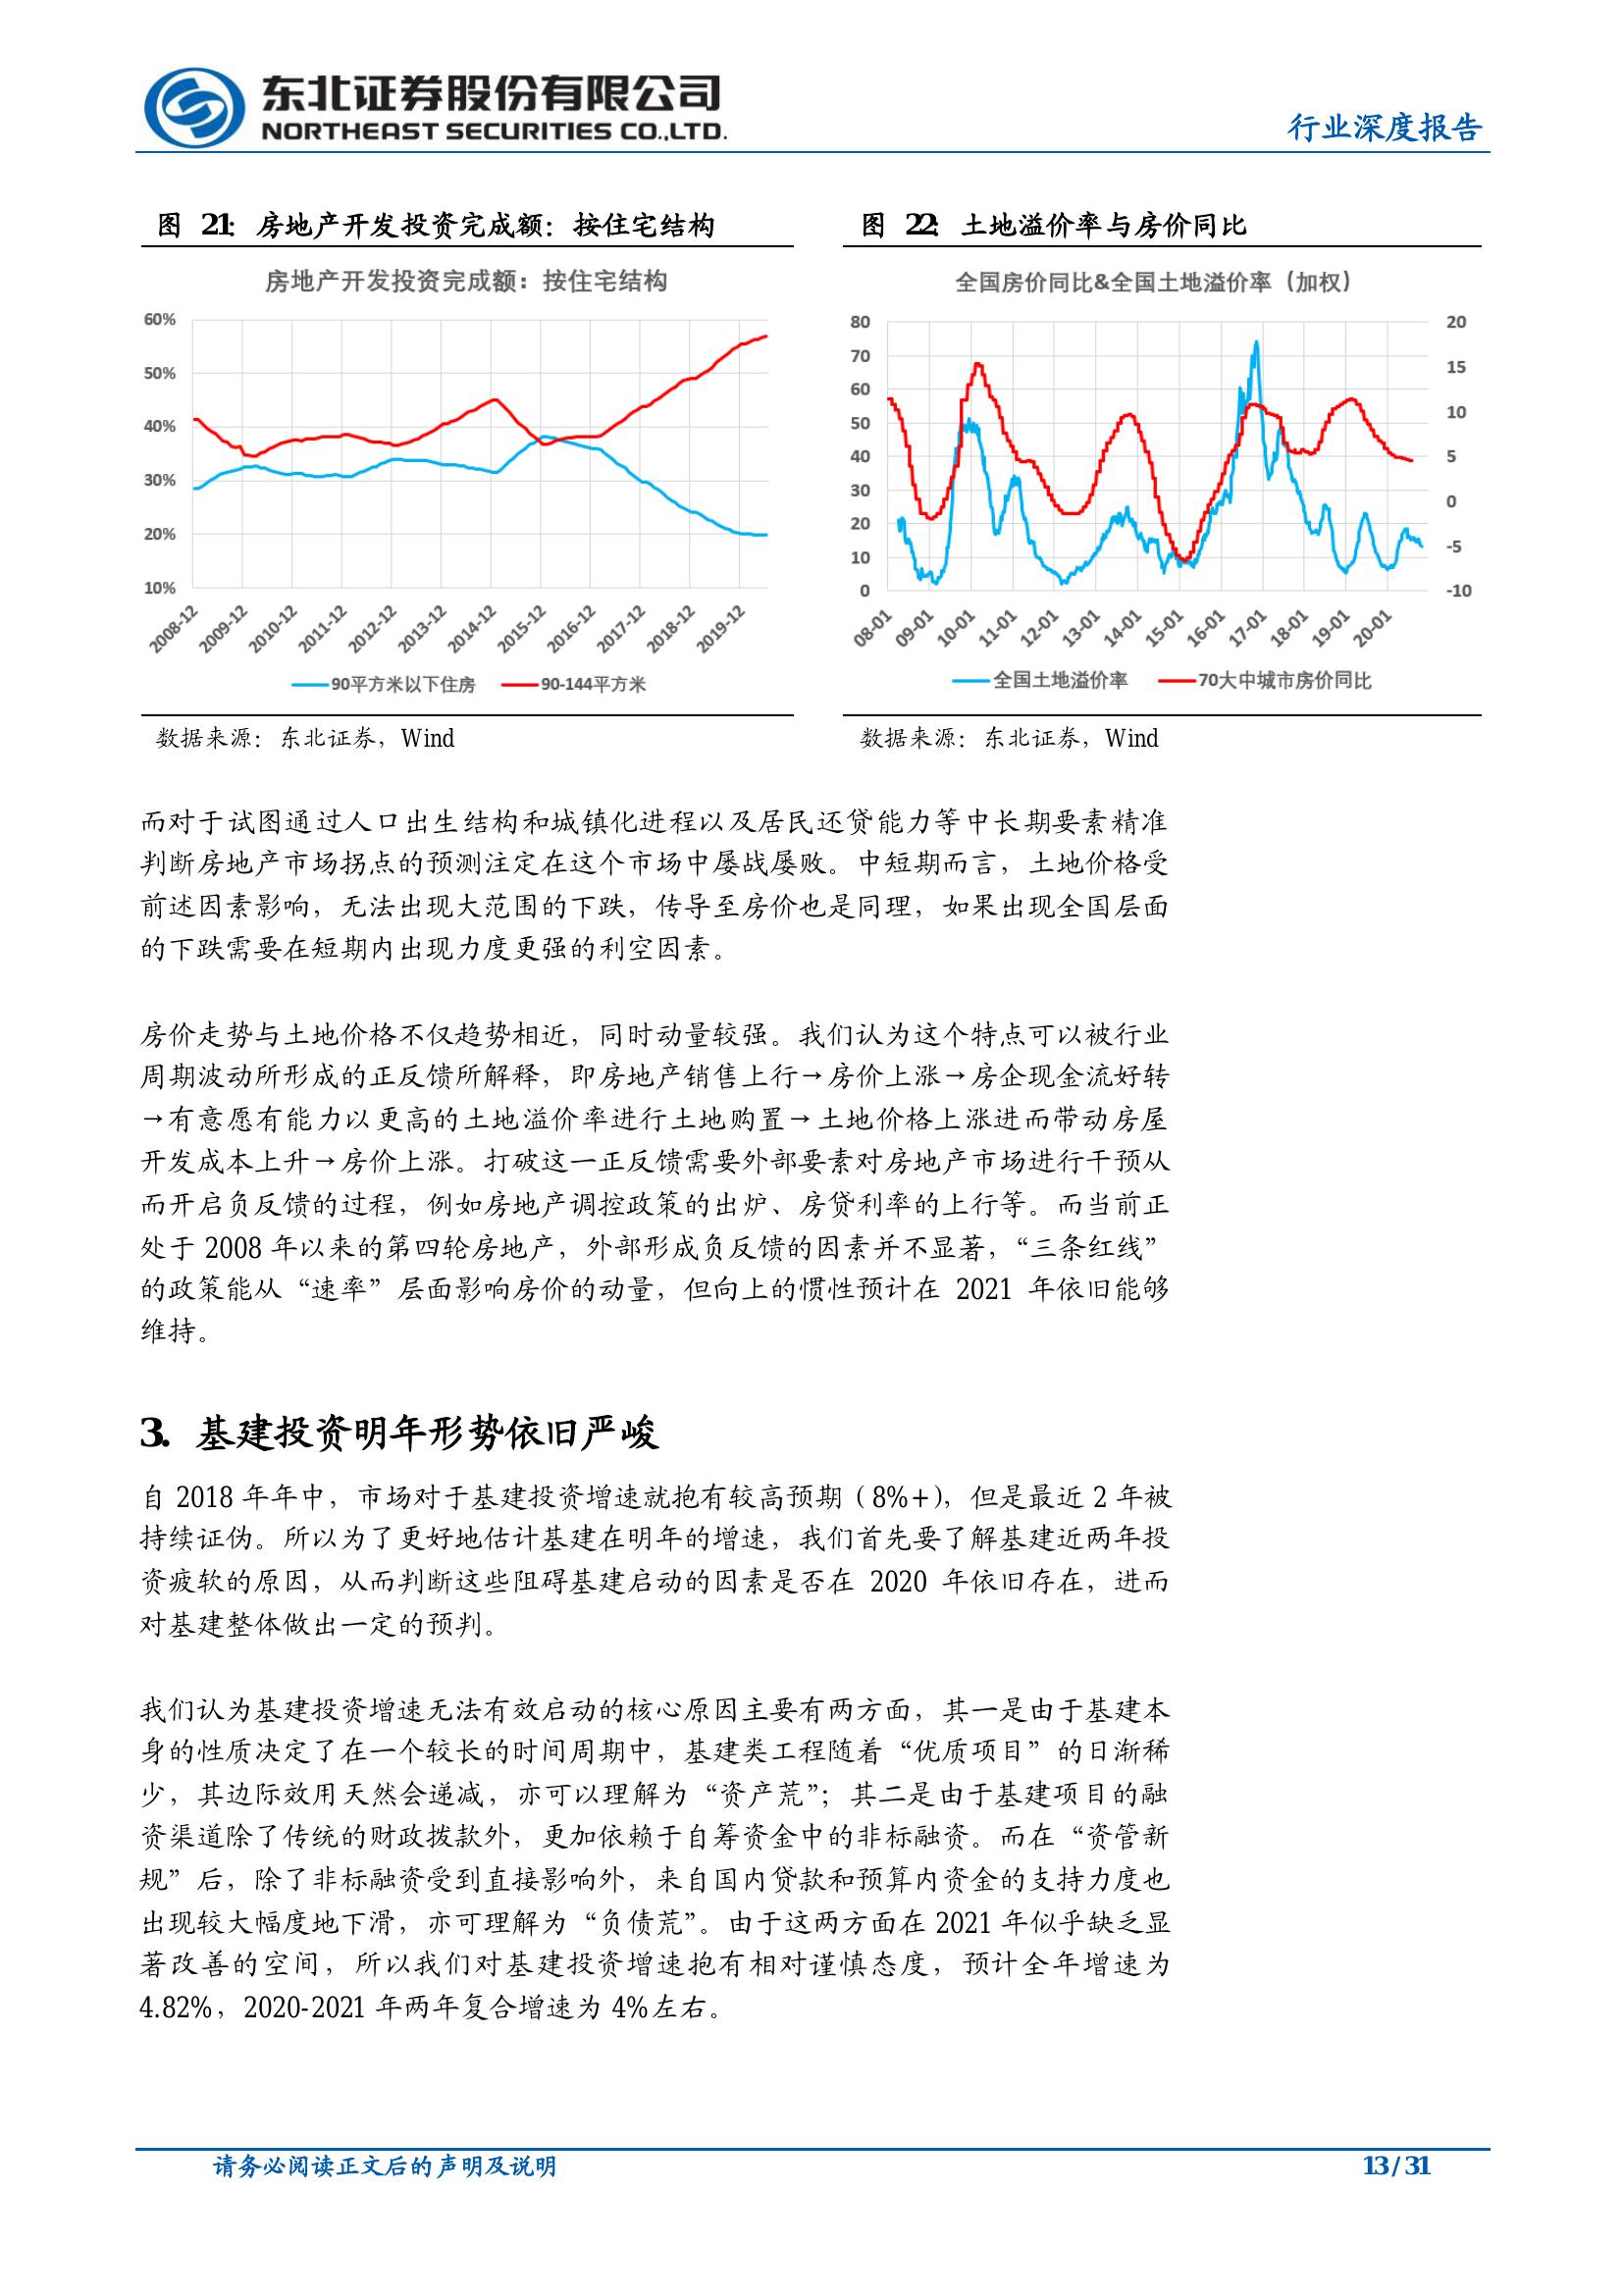 东北证券股份有限公司
NORTHEAST SECURITIES CO.,LTD.
行业深度报告
图 21：房地产开发投资完成额：按住宅结构
房地产开发投资完成额：按住宅结构
60%
50%
40%
30%
20%
10%
2008-12
2009-12
2010-12
2011-12
2012-12
2013-12
2014-12
2015-12
2016-12
2017-12
2018-12
2019-12
90平方米以下住房
90-144平方米
数据来源：东北证券，Wind
图 22：土地溢价率与房价同比
全国房价同比&全国土地溢价率（加权）
80
70
60
50
40
30
20
10
0
20
15
10
5
0
-5
-10
08-01
09-01
10-01
11-01
12-01
13-01
14-01
15-01
16-01
17-01
18-01
19-01
20-01
全国土地溢价率
70大中城市房价同比
数据来源：东北证券，Wind
而对于试图通过人口出生结构和城镇化进程以及居民还贷能力等中长期要素精准
判断房地产市场拐点的预测注定在这个市场中屡战屡败。中短期而言，土地价格受
前述因素影响，无法出现大范围的下跌，传导至房价也是同理，如果出现全国层面
的下跌需要在短期内出现力度更强的利空因素。
房价走势与土地价格不仅趋势相近，同时动量较强。我们认为这个特点可以被行业
周期波动所形成的正反馈所解释，即房地产销售上行→房价上涨→房企现金流好转
→有意愿有能力以更高的土地溢价率进行土地购置→土地价格上涨进而带动房屋
开发成本上升→房价上涨。打破这一正反馈需要外部要素对房地产市场进行干预从
而开启负反馈的过程，例如房地产调控政策的出炉、房贷利率的上行等。而当前正
处于 2008 年以来的第四轮房地产，外部形成负反馈的因素并不显著，“三条红线”
的政策能从“速率”层面影响房价的动量，但向上的惯性预计在 2021 年依旧能够
维持。
3. 基建投资明年形势依旧严峻
自 2018 年年中，市场对于基建投资增速就抱有较高预期（8%+），但是最近 2 年被
持续证伪。所以为了更好地估计基建在明年的增速，我们首先要了解基建近两年投
资疲软的原因，从而判断这些阻碍基建启动的因素是否在 2020 年依旧存在，进而
对基建整体做出一定的预判。
我们认为基建投资增速无法有效启动的核心原因主要有两方面，其一是由于基建本
身的性质决定了在一个较长的时间周期中，基建类工程随着“优质项目”的日渐稀
少，其边际效用天然会递减，亦可以理解为“资产荒”；其二是由于基建项目的融
资渠道除了传统的财政拨款外，更加依赖于自筹资金中的非标融资。而在“资管新
规”后，除了非标融资受到直接影响外，来自国内贷款和预算内资金的支持力度也
出现较大幅度地下滑，亦可理解为“负债荒”。由于这两方面在 2021 年似乎缺乏显
著改善的空间，所以我们对基建投资增速抱有相对谨慎态度，预计全年增速为
4.82%，2020-2021 年两年复合增速为 4%左右。
请务必阅读正文后的声明及说明
13 / 31